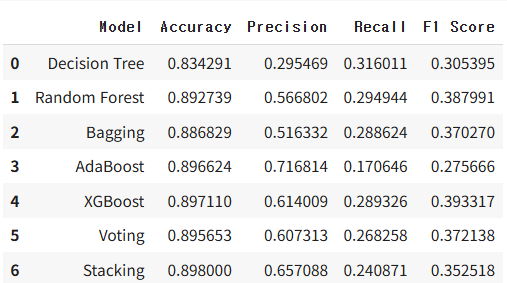 Model Accuracy Precision Recall F1 Score
0 Decision Tree 0.834291 0.295469 0.316011 0.305395
1 Random Forest 0.892739 0.566802 0.294944 0.387991
2 Bagging 0.886829 0.516332 0.288624 0.370270
3 AdaBoost 0.896624 0.716814 0.170646 0.275666
4 XGBoost 0.897110 0.614009 0.289326 0.393317
5 Voting 0.895653 0.607313 0.268258 0.372138
6 Stacking 0.898000 0.657088 0.240871 0.352518